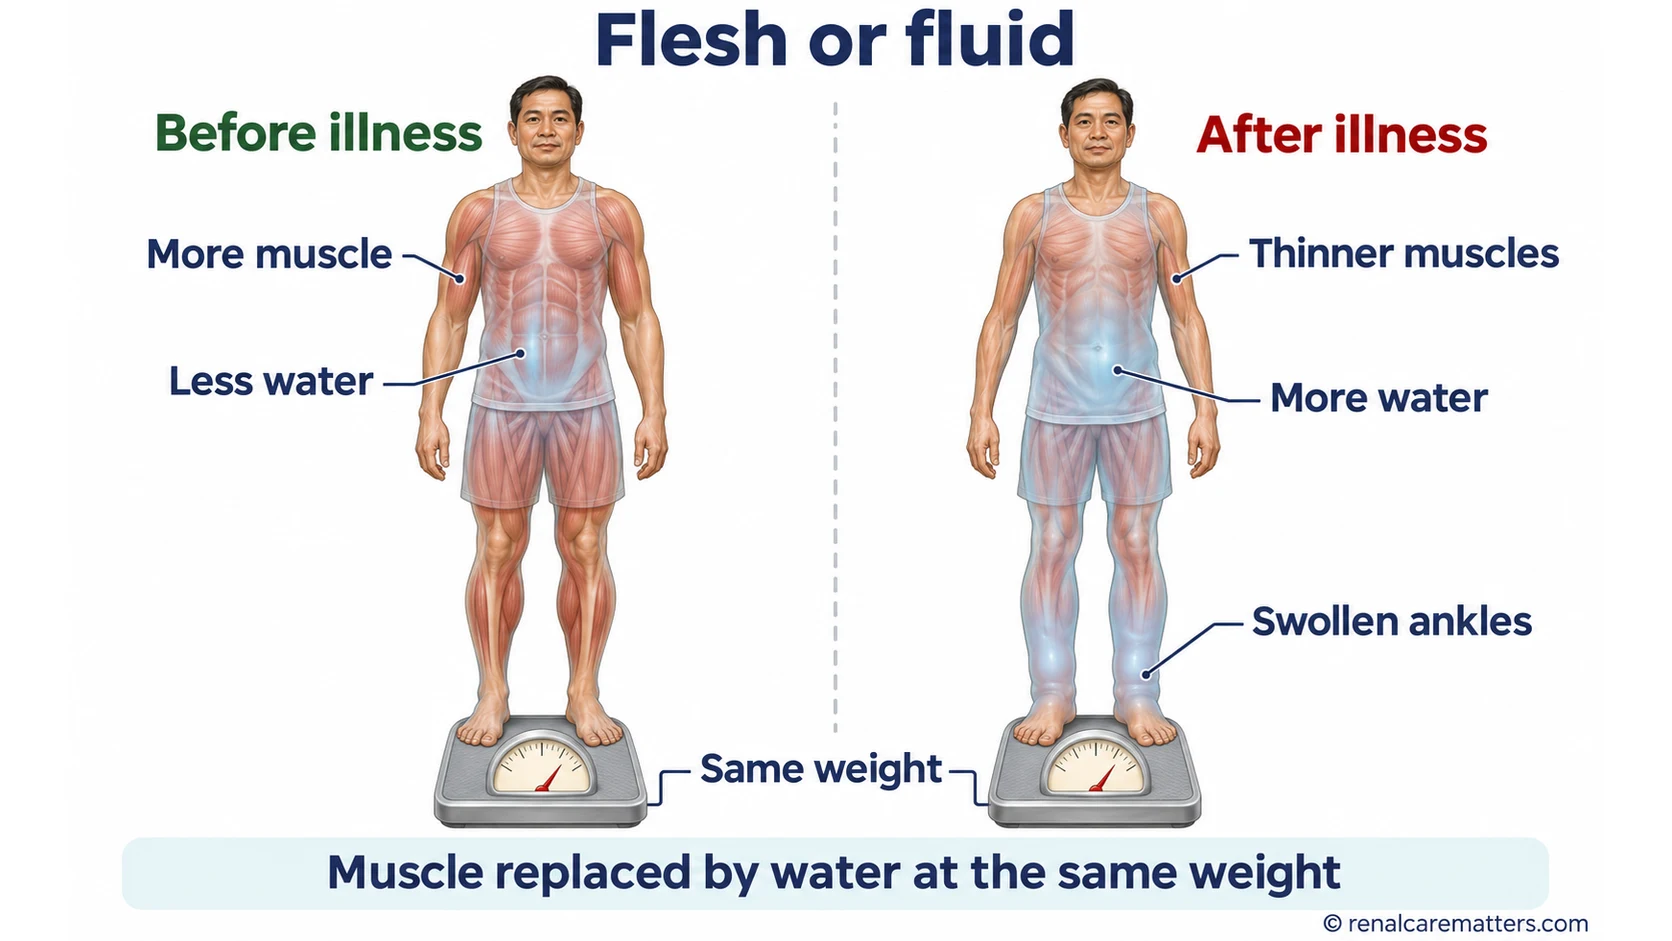 Flesh or fluid
Before illness
After illness
More muscle
Thinner muscles
Less water
More water
Swollen ankles
Same weight
Muscle replaced by water at the same weight
© renalcarematters.com